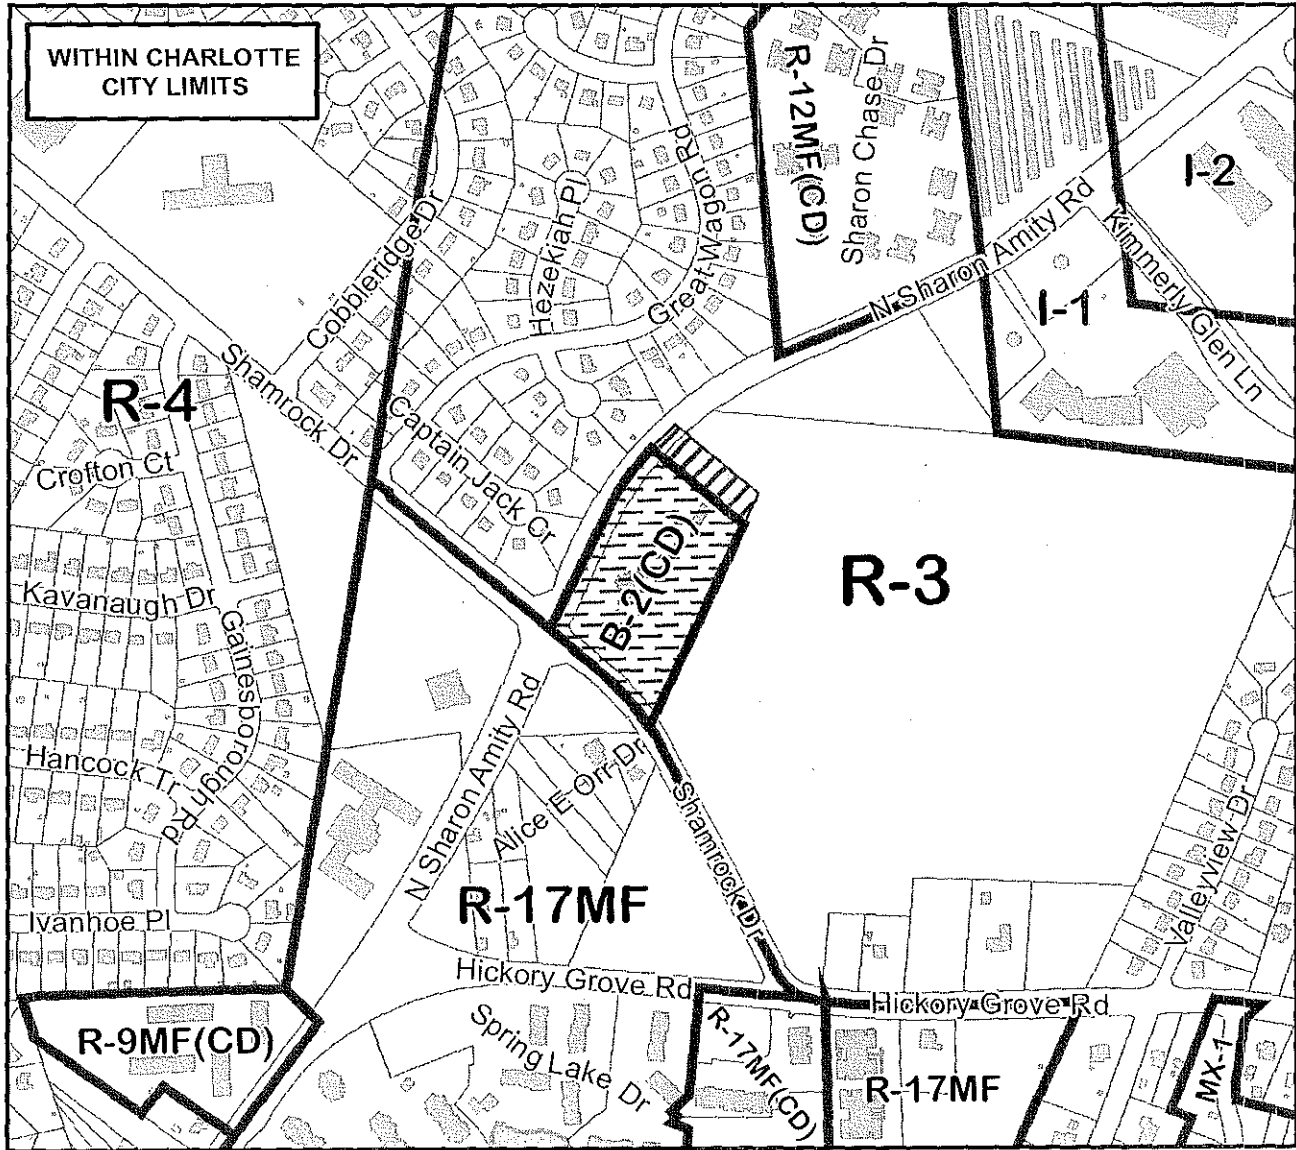 WITHIN CHARLOTTE
CITY LIMITS
R-12MF(CD)
Sharon Chase Dr
I-2
Great Wagon Rd
Hezekiah Pl
Cobbleridge Dr
N Sharon Amity Rd
Kimmerly Glen Ln
I-1
Shamrock Dr
R-4
Captain Jack Cr
Crofton Ct
B-2(CD)
R-3
Kavanaugh Dr
Gainesborough Rd
N Sharon Amity Rd
Hancock Tr
Alice E Orr Dr
Shamrock Dr
Valleyview Dr
R-17MF
Ivanhoe Pl
Hickory Grove Rd
Hickory Grove Rd
R-9MF(CD)
Spring Lake Dr
R-17MF(CD)
R-17MF
MX-1